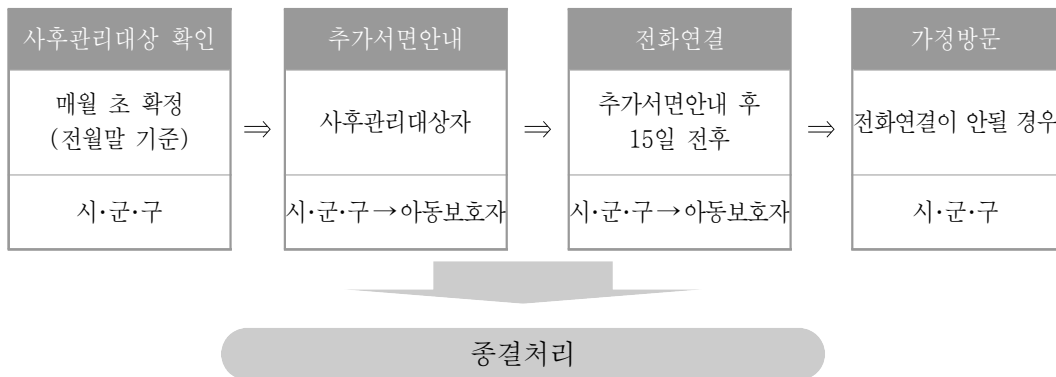 사후관리대상 확인
매월 초 확정
(전월말 기준)
시·군·구
⇒
추가서면안내
사후관리대상자
시·군·구→아동보호자
⇒
전화연결
추가서면안내 후
15일 전후
시·군·구→아동보호자
⇒
가정방문
전화연결이 안될 경우
시·군·구
종결처리